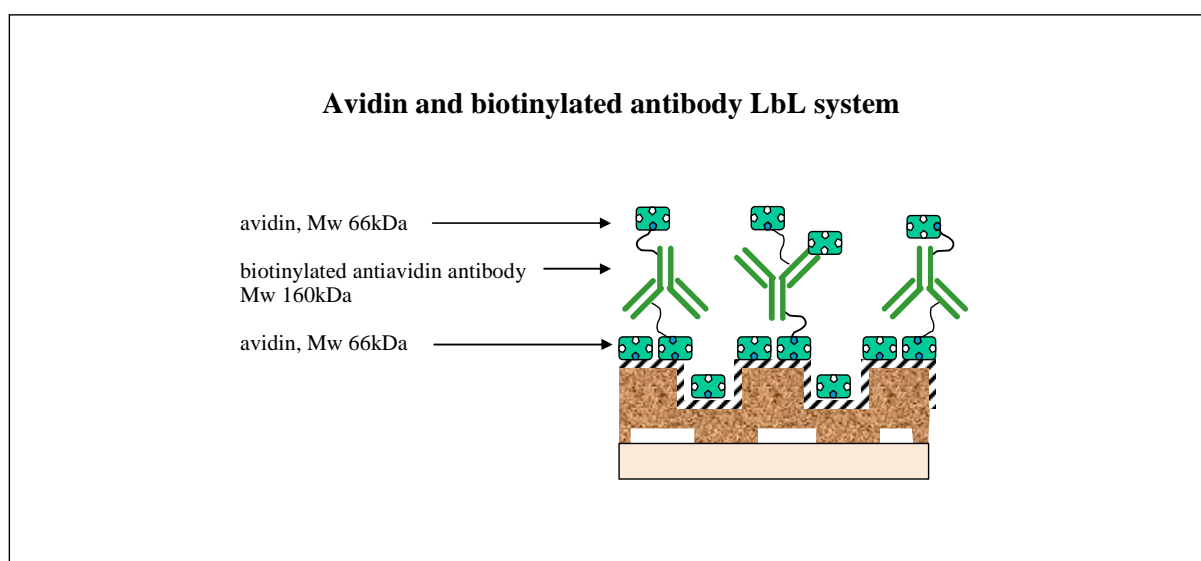 Avidin and biotinylated antibody LbL system
avidin, Mw 66kDa
biotinylated antiavidin antibody
Mw 160kDa
avidin, Mw 66kDa